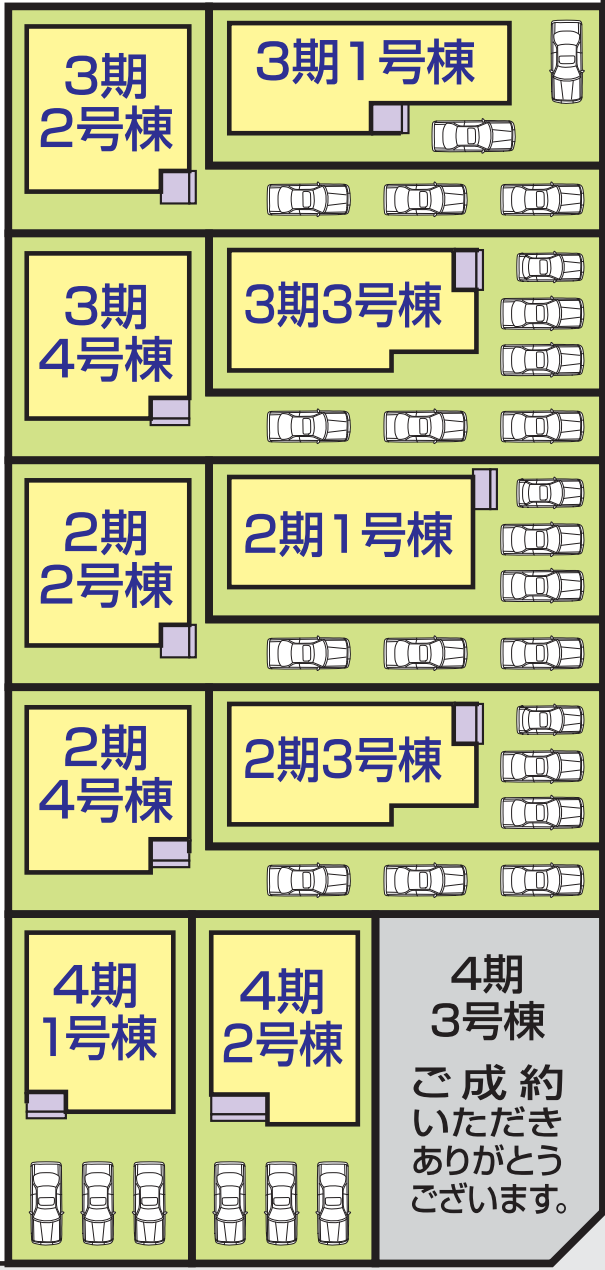 3期
2号棟
3期1号棟
3期
4号棟
3期3号棟
2期
2号棟
2期1号棟
2期
4号棟
2期3号棟
4期
1号棟
4期
2号棟
4期
3号棟
ご成約
いただき
ありがとう
ございます。